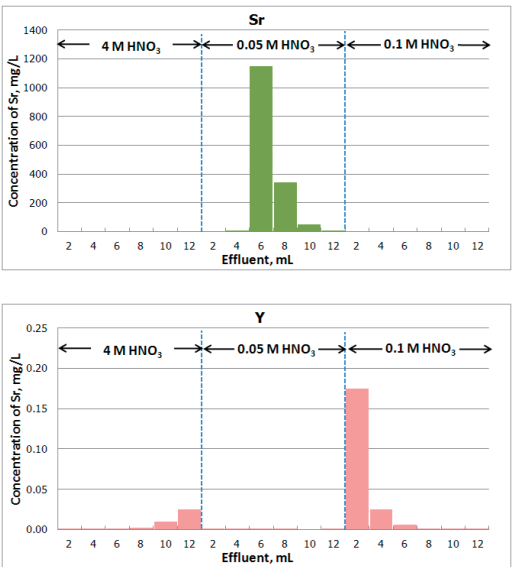 Sr
Concentration of Sr, mg/L
1400
1200
1000
800
600
400
200
0
4 M HNO₃
0.05 M HNO₃
0.1 M HNO₃
2 4 6 8 10 12 2 4 6 8 10 12 2 4 6 8 10 12
Effluent, mL
Y
Concentration of Sr, mg/L
0.25
0.20
0.15
0.10
0.05
0.00
4 M HNO₃
0.05 M HNO₃
0.1 M HNO₃
2 4 6 8 10 12 2 4 6 8 10 12 2 4 6 8 10 12
Effluent, mL